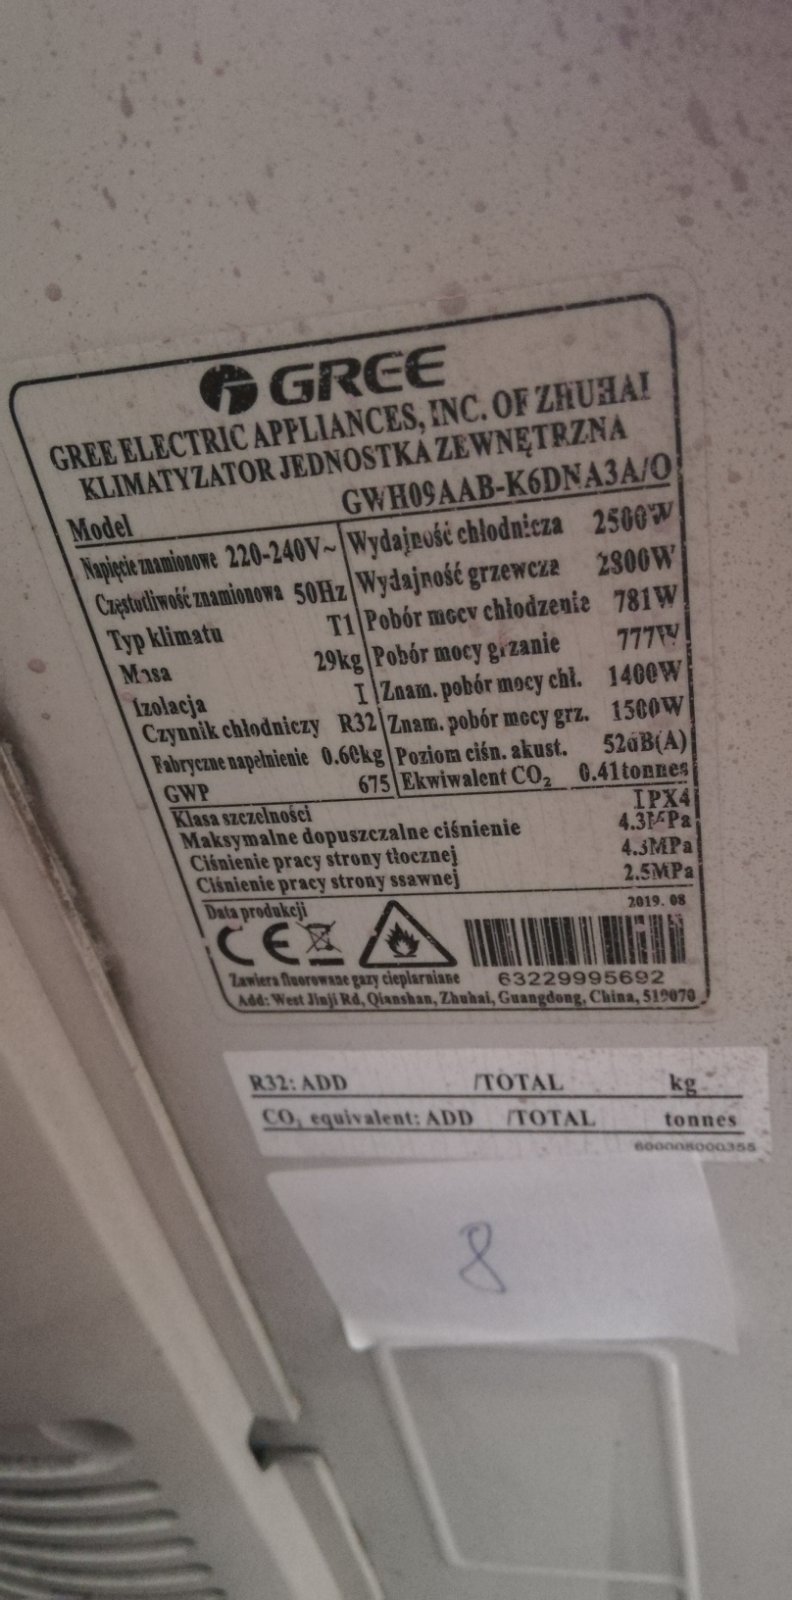 GREE
GREE ELECTRIC APPLIANCES, INC. OF ZHUHAI
KLIMATYZATOR JEDNOSTKA ZEWNĘTRZNA
Model GWH09AAB-K6DNA3A/O
Napięcie znamionowe 220-240V~
Częstotliwość znamionowa 50Hz
Typ klimatu T1
Masa 29kg
Izolacja I
Czynnik chłodniczy R32
Fabryczne napełnienie 0.60kg
GWP 675
Wydajność chłodnicza 2500W
Wydajność grzewcza 2800W
Pobór mocy chłodzenie 781W
Pobór mocy grzanie 777W
Znam. pobór mocy chł. 1400W
Znam. pobór mocy grz. 1500W
Poziom ciśn. akust. 52dB(A)
Ekwiwalent CO₂ 0.41tonnes
Klasa szczelności IPX4
Maksymalne dopuszczalne ciśnienie 4.3MPa
Ciśnienie pracy strony tłocznej 4.3MPa
Ciśnienie pracy strony ssawnej 2.5MPa
Data produkcji 2019. 08
CE
Zawiera fluorowane gazy cieplarniane 63229995692
Add: West Jinji Rd, Qianshan, Zhuhai, Guangdong, China, 519070
R32: ADD /TOTAL kg
CO₂ equivalent: ADD /TOTAL tonnes
600008000355
8